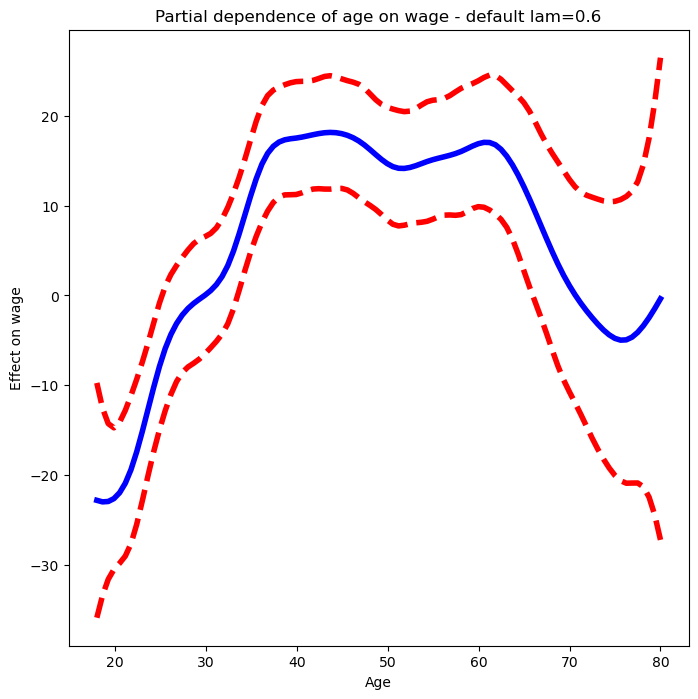 Partial dependence of age on wage - default lam=0.6
Effect on wage
20
10
0
−10
−20
−30
20 30 40 50 60 70 80
Age